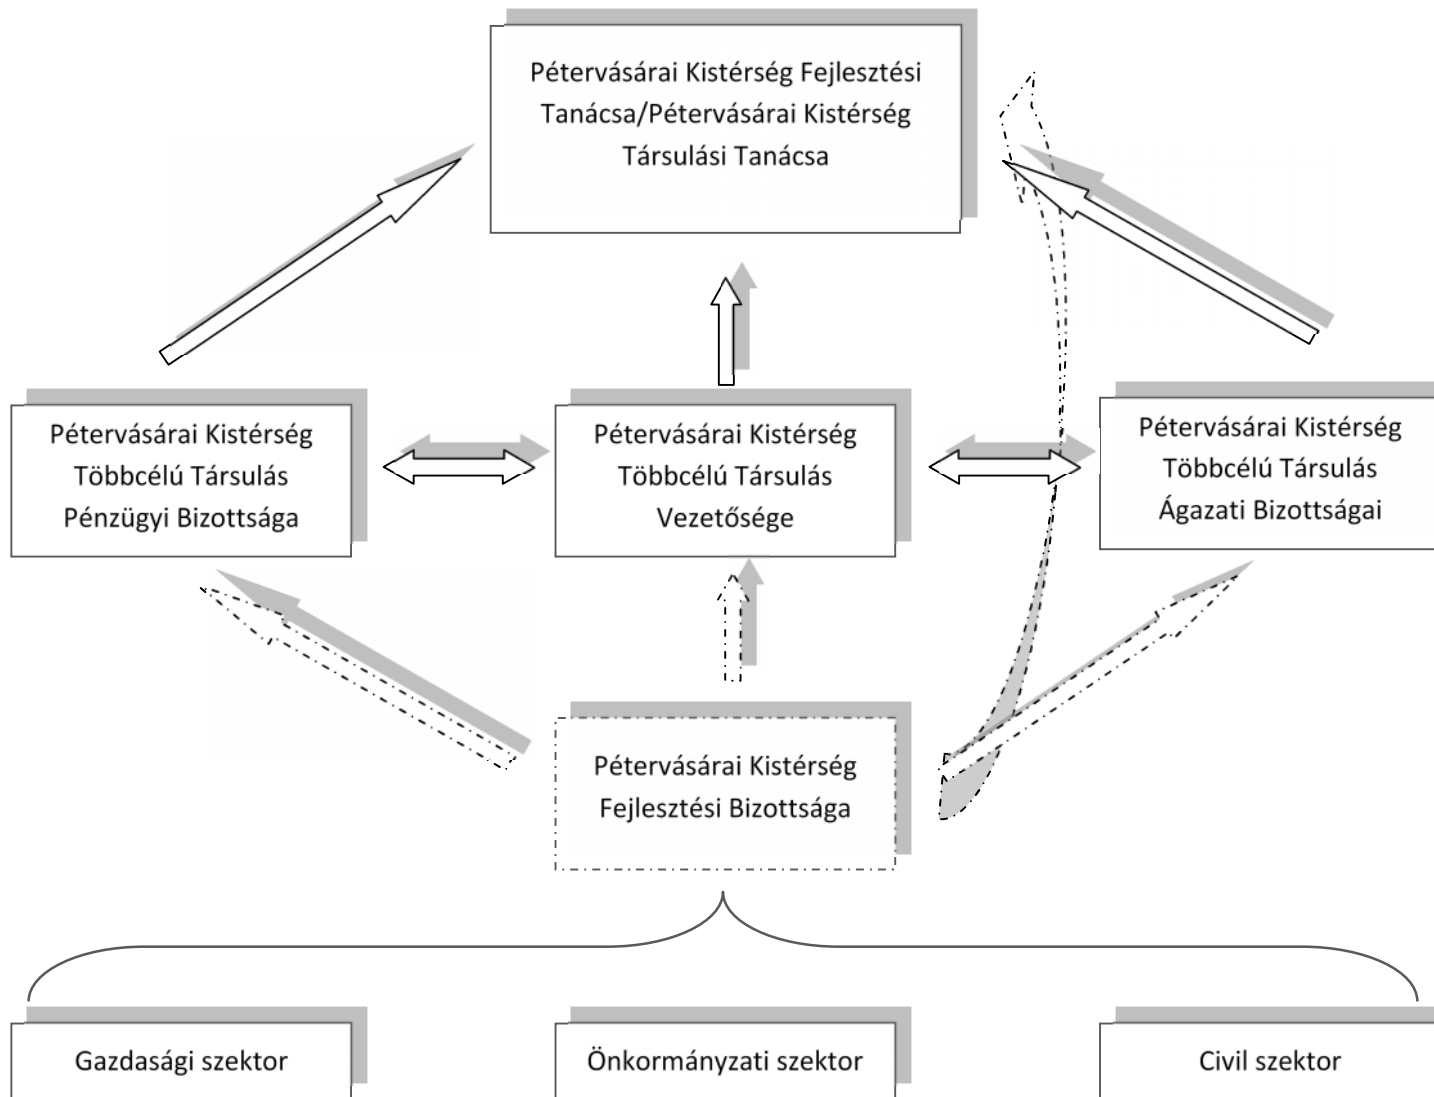 Pétervásárai Kistérség Fejlesztési
Tanácsa/Pétervásárai Kistérség
Társulási Tanácsa
Pétervásárai Kistérség
Többcélú Társulás
Pénzügyi Bizottsága
Pétervásárai Kistérség
Többcélú Társulás
Vezetősége
Pétervásárai Kistérség
Többcélú Társulás
Ágazati Bizottságai
Pétervásárai Kistérség
Fejlesztési Bizottsága
Gazdasági szektor
Önkormányzati szektor
Civil szektor